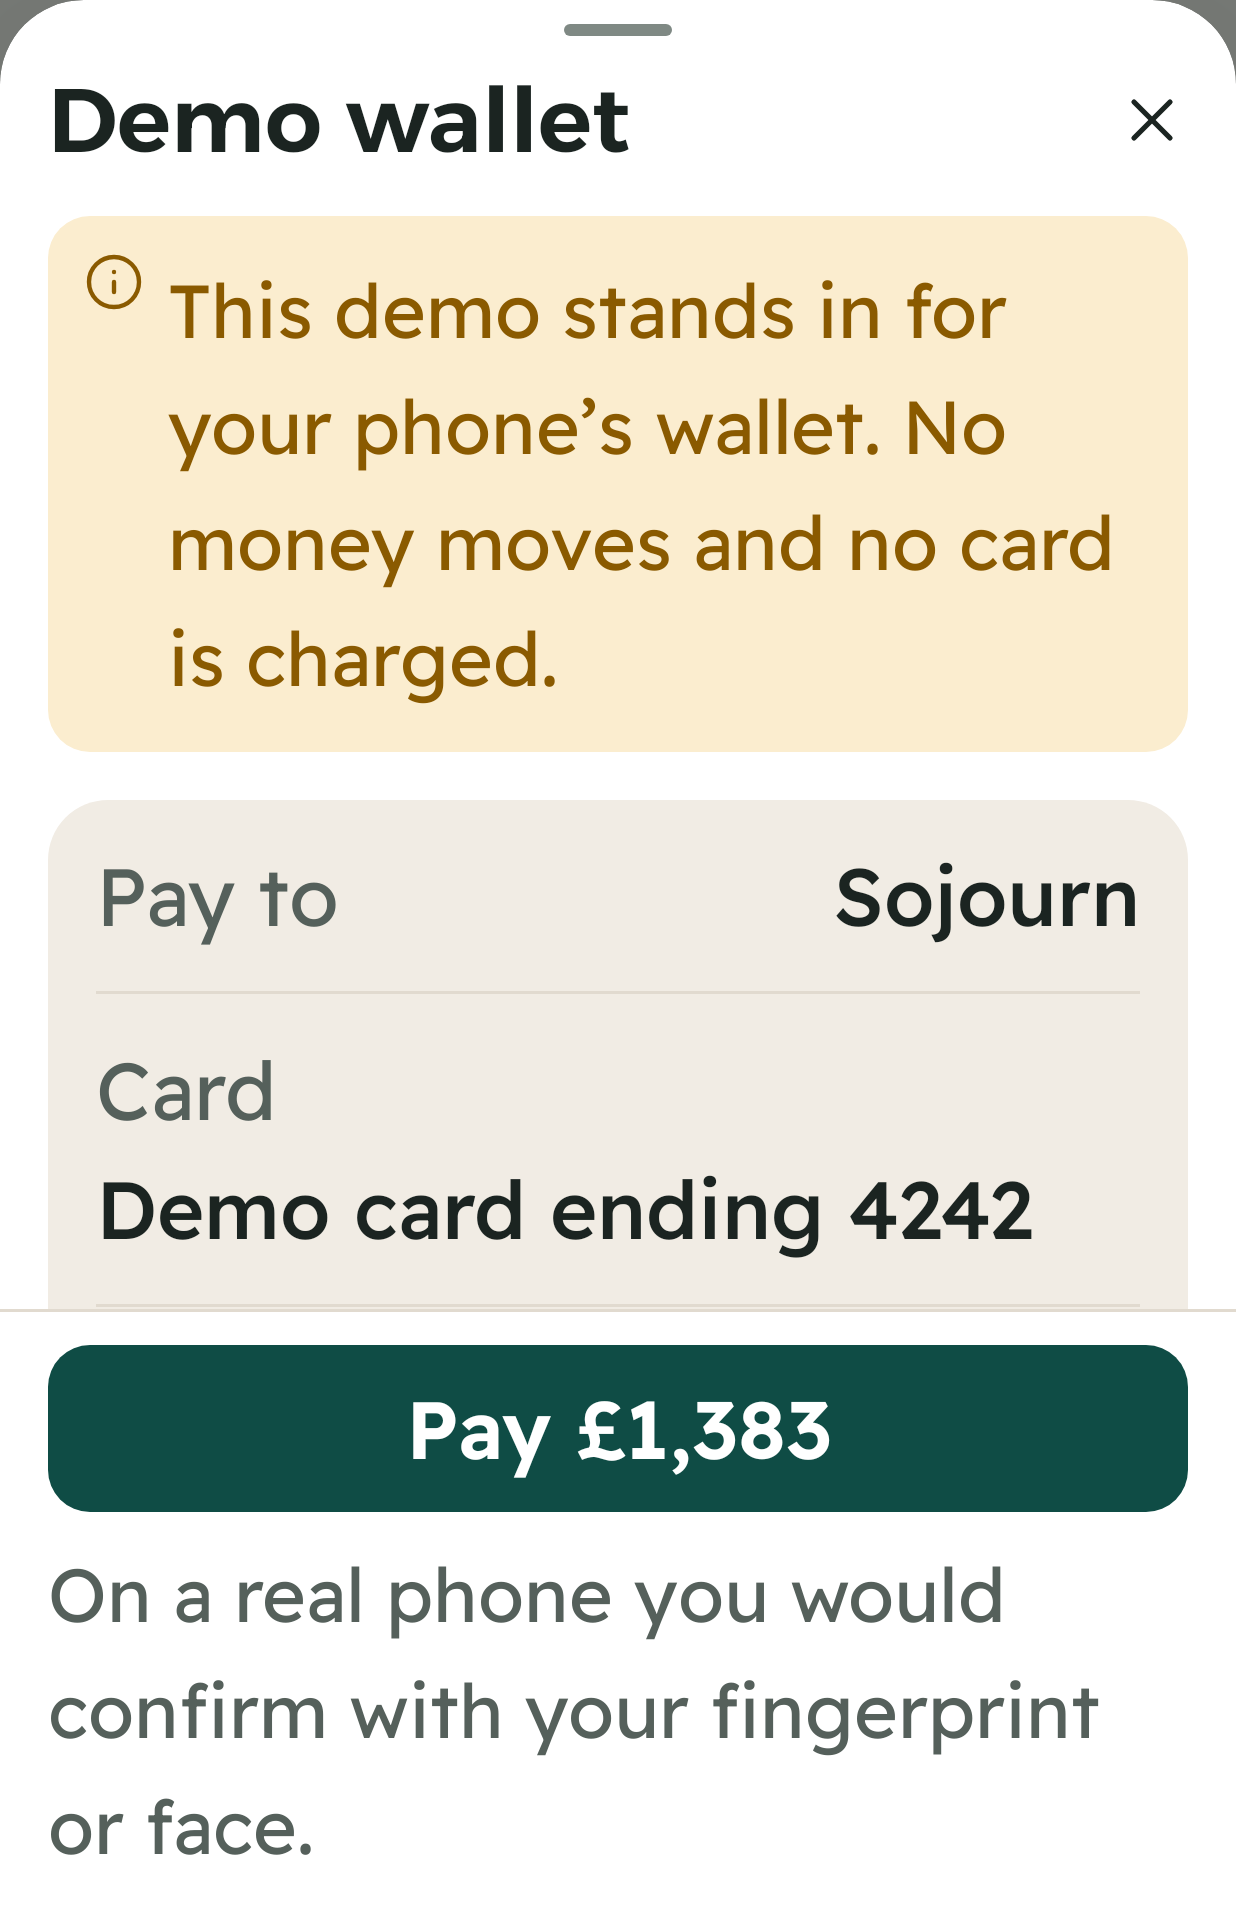 Demo wallet
This demo stands in for
your phone’s wallet. No
money moves and no card
is charged.
Pay to Sojourn
Card
Demo card ending 4242
Pay £1,383
On a real phone you would
confirm with your fingerprint
or face.